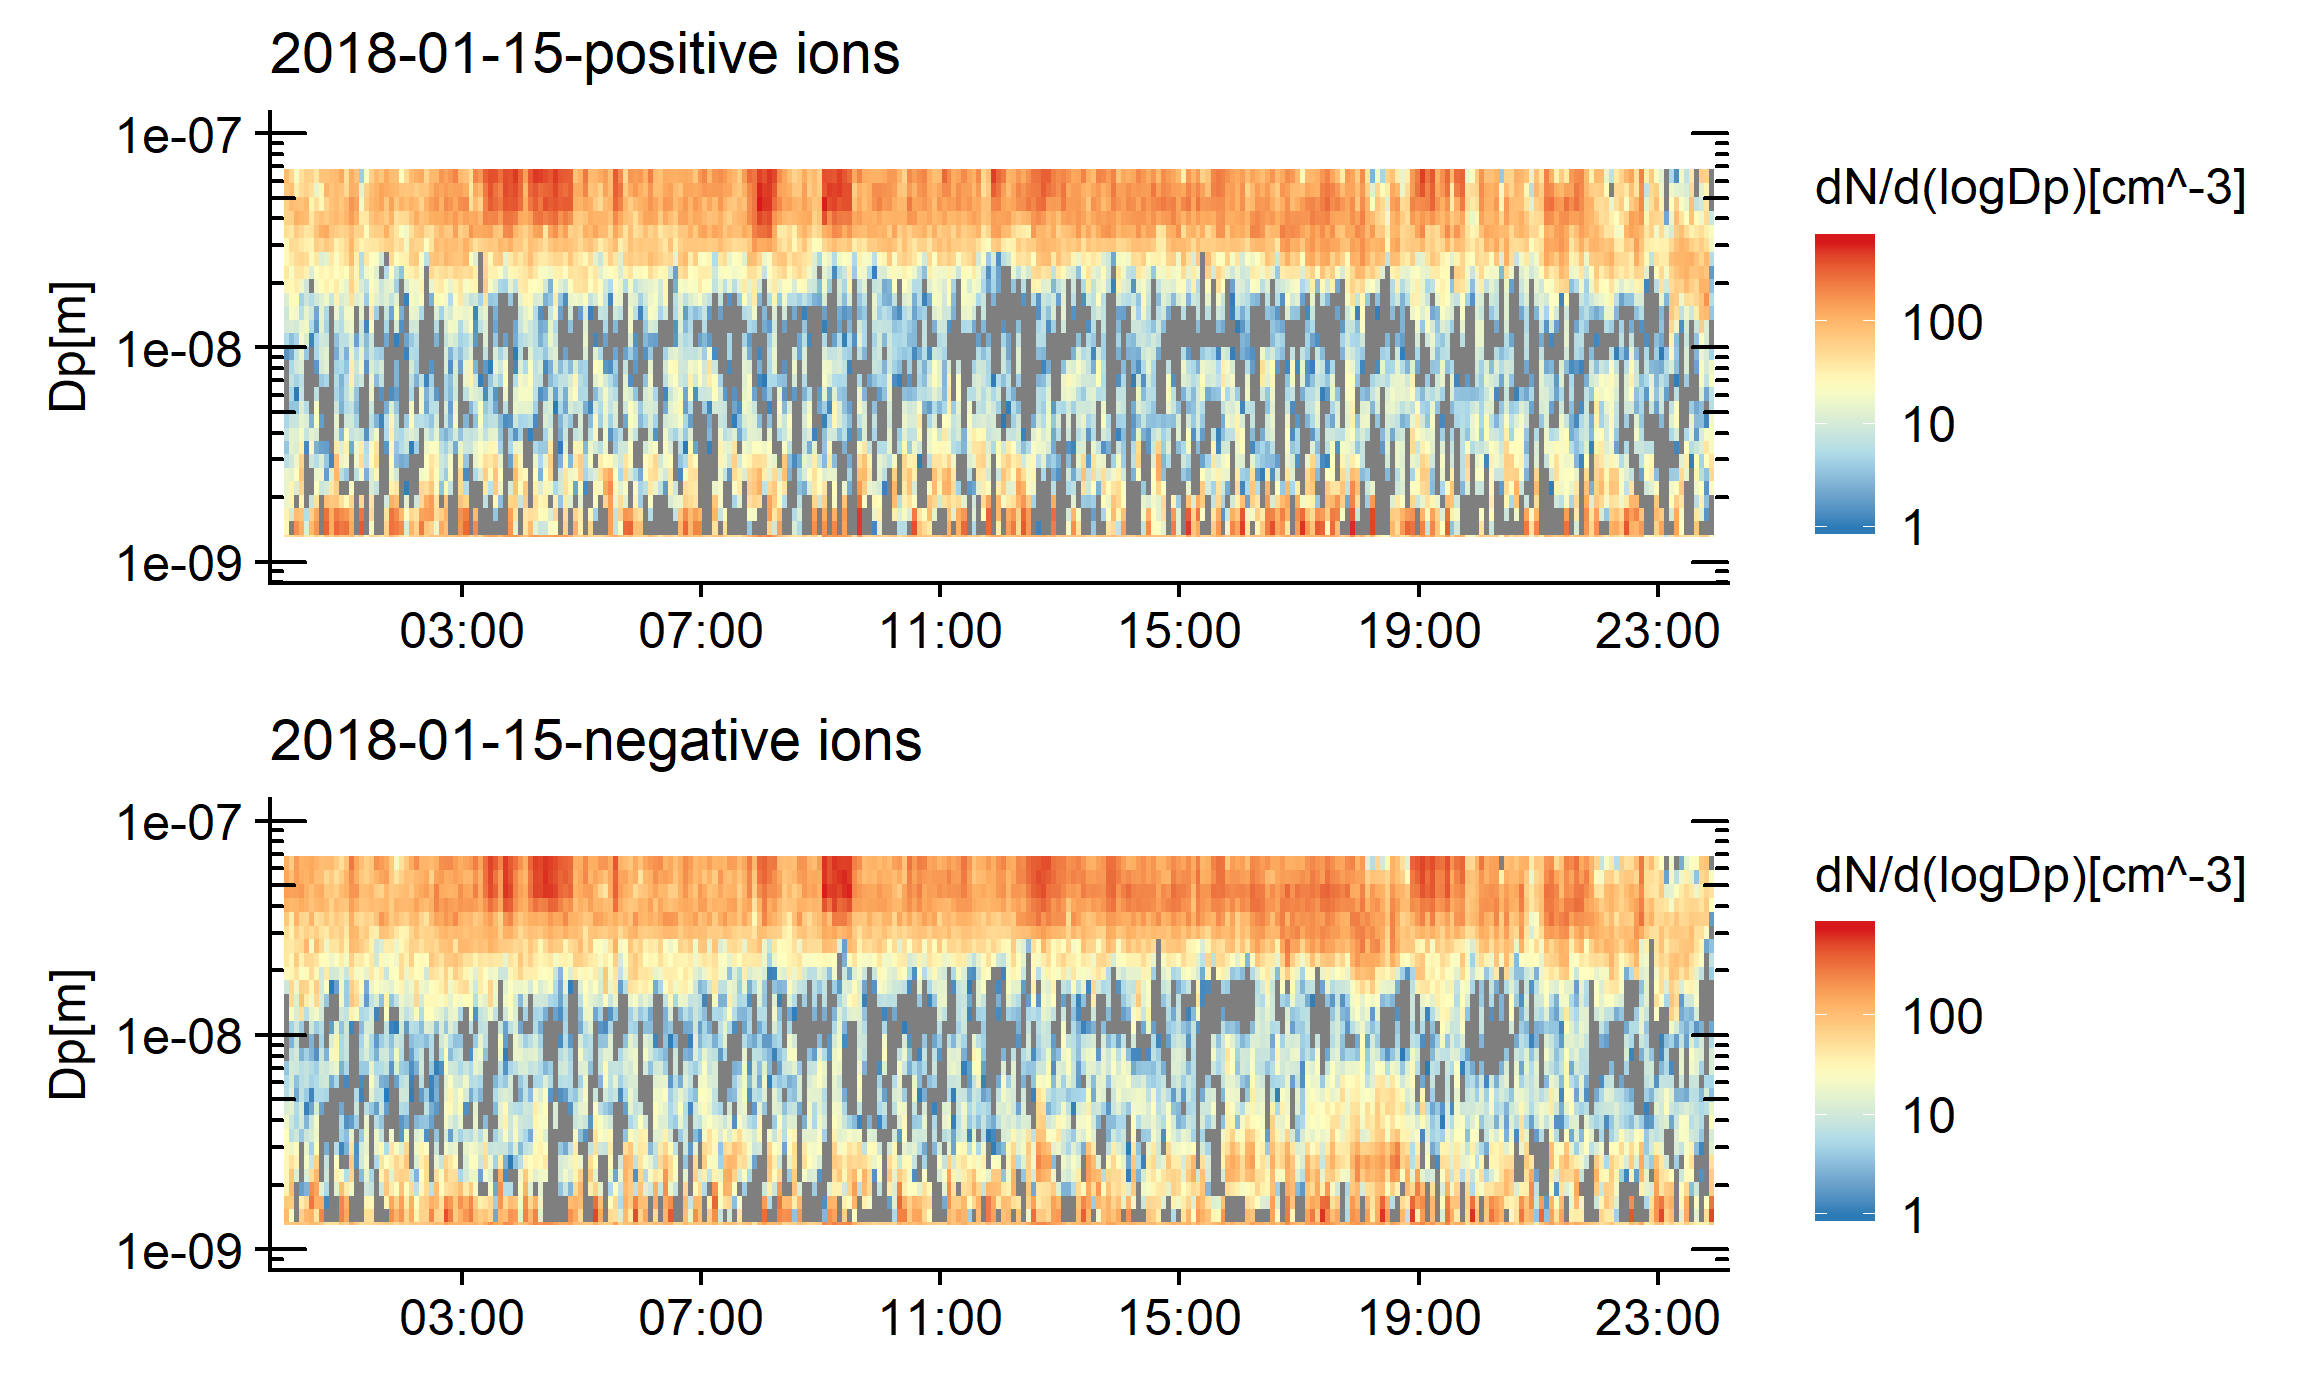 2018-01-15-positive ions
1e-07
1e-08
1e-09
Dp[m]
03:00 07:00 11:00 15:00 19:00 23:00
dN/d(logDp)[cm^-3]
100
10
1
2018-01-15-negative ions
1e-07
1e-08
1e-09
Dp[m]
03:00 07:00 11:00 15:00 19:00 23:00
dN/d(logDp)[cm^-3]
100
10
1